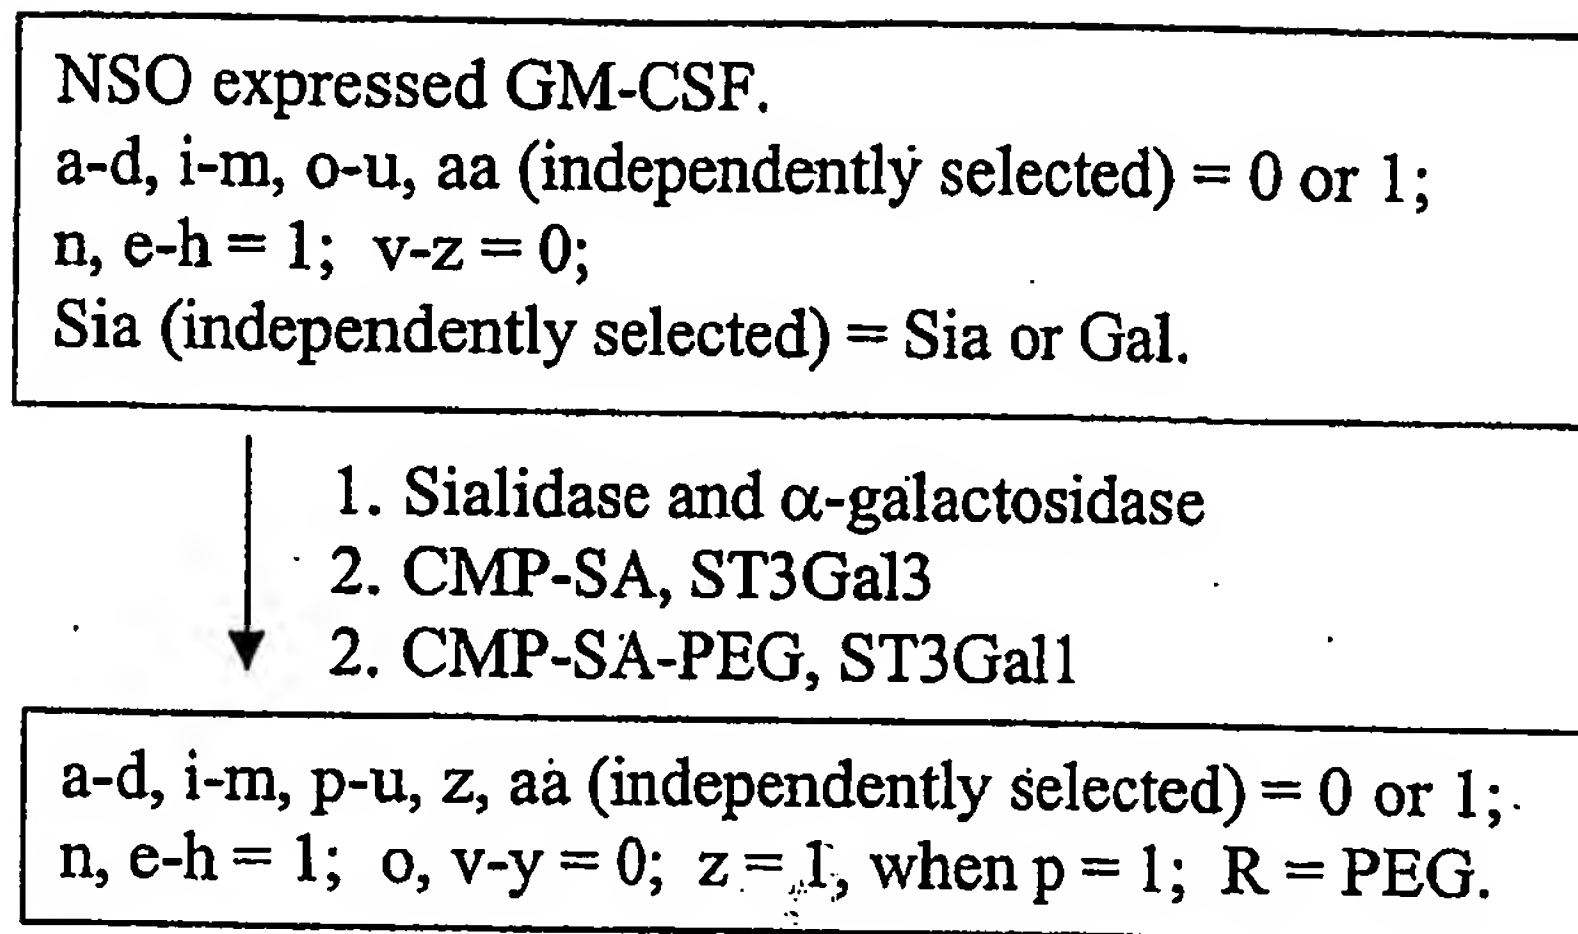 NSO expressed GM-CSF.
a-d, i-m, o-u, aa (independently selected) = 0 or 1;
n, e-h = 1; v-z = 0;
Sia (independently selected) = Sia or Gal.
1. Sialidase and α-galactosidase
2. CMP-SA, ST3Gal3
2. CMP-SA-PEG, ST3Gal1
a-d, i-m, p-u, z, aa (independently selected) = 0 or 1;
n, e-h = 1; o, v-y = 0; z = 1, when p = 1; R = PEG.